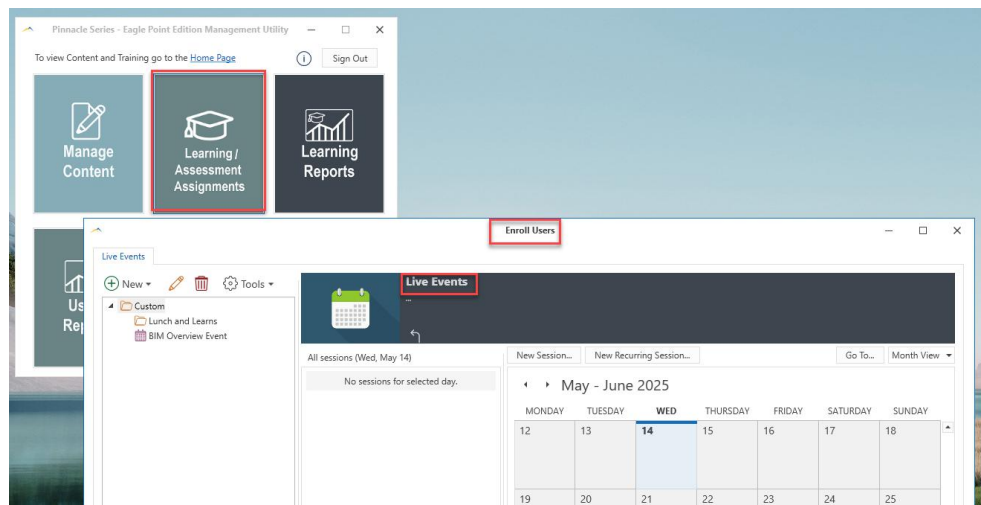 Pinnacle Series - Eagle Point Edition Management Utility
To view Content and Training go to the Home Page
Sign Out
Manage
Content
Learning /
Assessment
Assignments
Learning
Reports
Enroll Users
Live Events
New
Tools
Custom
Lunch and Learns
BIM Overview Event
Live Events
...
All sessions (Wed, May 14)
No sessions for selected day.
New Session...
New Recurring Session...
Go To...
Month View
May - June 2025
MONDAY TUESDAY WED THURSDAY FRIDAY SATURDAY SUNDAY
12 13 14 15 16 17 18
19 20 21 22 23 24 25